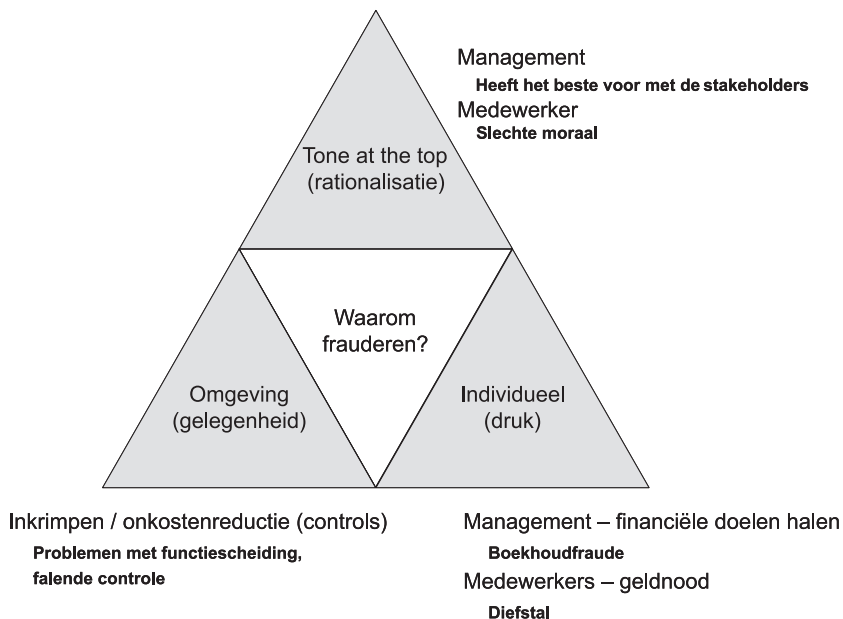 Management
Heeft het beste voor met de stakeholders
Medewerker
Slechte moraal
Tone at the top
(rationalisatie)
Waarom
frauderen?
Omgeving
(gelegenheid)
Individueel
(druk)
Inkrimpen / onkostenreductie (controls)
Problemen met functiescheiding,
falende controle
Management – financiële doelen halen
Boekhoudfraude
Medewerkers – geldnood
Diefstal